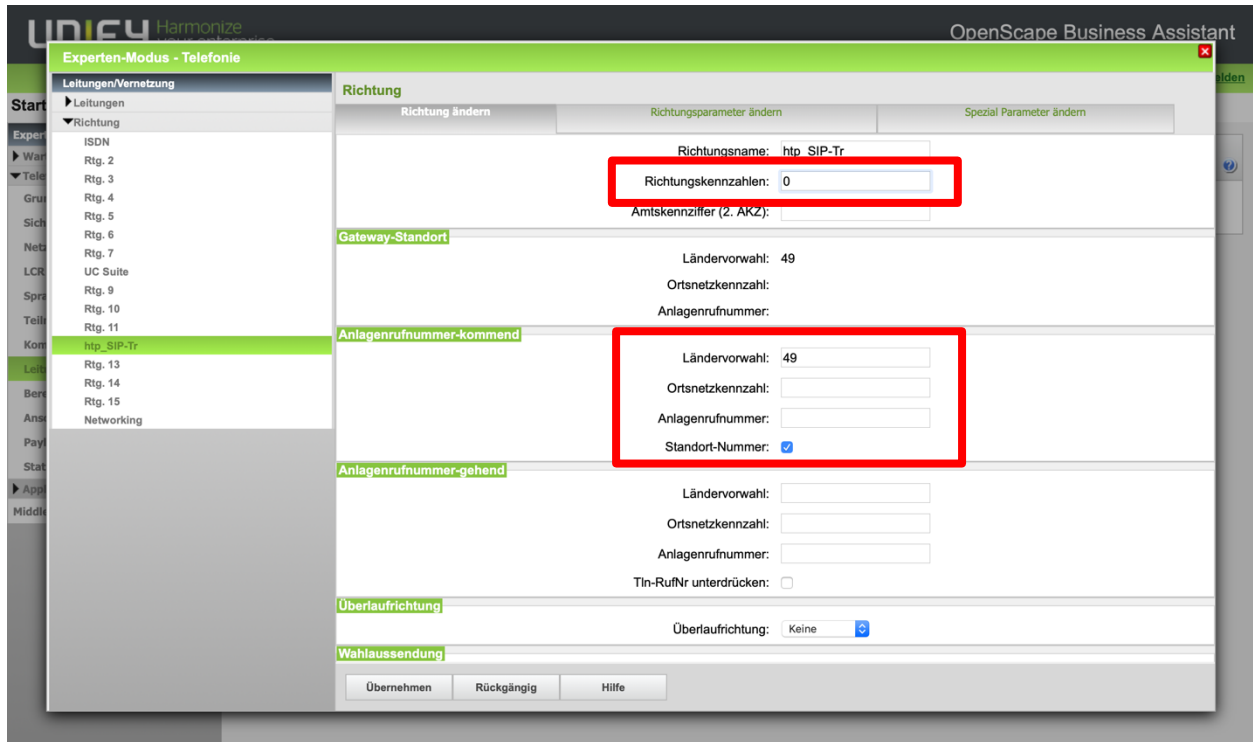 UNIFY Harmonize
your enterprise
OpenScape Business Assistant
Experten-Modus - Telefonie
Start
Leitungen/Vernetzung
Leitungen
Richtung
ISDN
Rtg. 2
Rtg. 3
Rtg. 4
Rtg. 5
Rtg. 6
Rtg. 7
UC Suite
Rtg. 9
Rtg. 10
Rtg. 11
htp_SIP-Tr
Rtg. 13
Rtg. 14
Rtg. 15
Networking
Richtung
Richtung ändern Richtungsparameter ändern Spezial Parameter ändern
Richtungsname: htp_SIP-Tr
Richtungskennzahlen: 0
Amtskennziffer (2. AKZ):
Gateway-Standort
Ländervorwahl: 49
Ortsnetzkennzahl:
Anlagenrufnummer:
Anlagenrufnummer-kommend
Ländervorwahl: 49
Ortsnetzkennzahl:
Anlagenrufnummer:
Standort-Nummer:
Anlagenrufnummer-gehend
Ländervorwahl:
Ortsnetzkennzahl:
Anlagenrufnummer:
Tln-RufNr unterdrücken:
Überlaufrichtung
Überlaufrichtung: Keine
Wahlaussendung
Übernehmen Rückgängig Hilfe